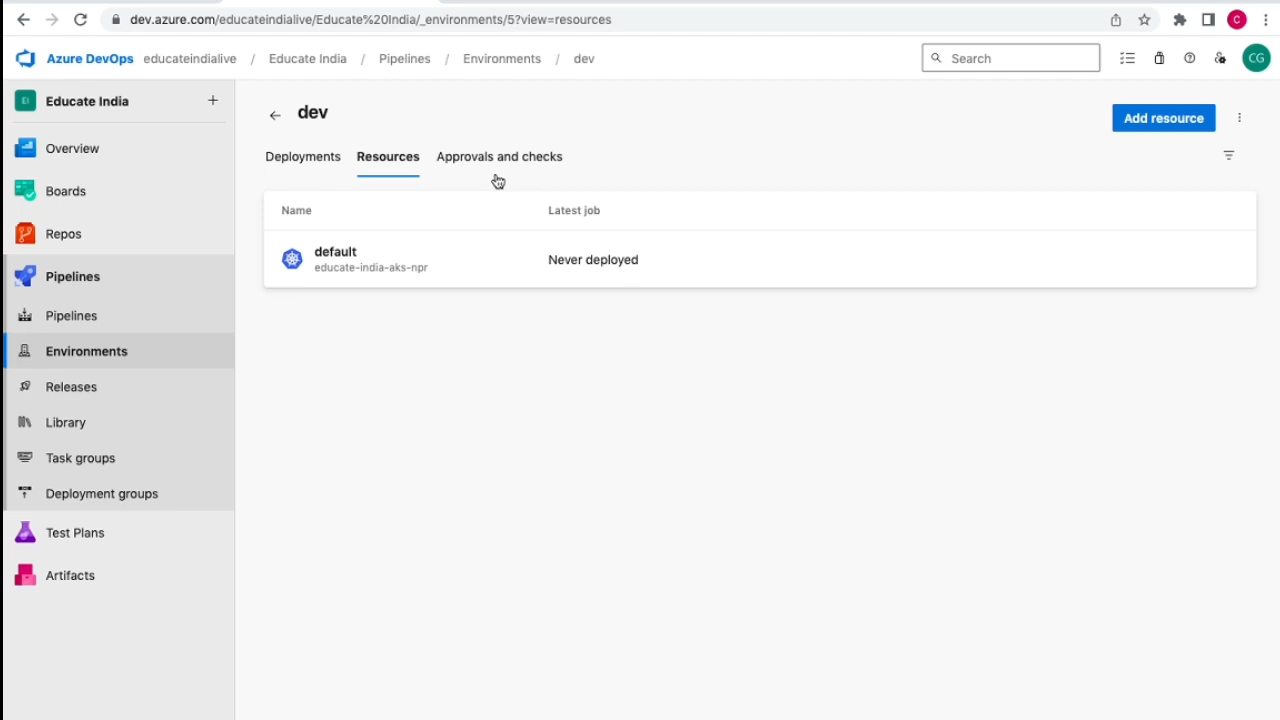 dev.azure.com/educateindialive/Educate%20India/_environments/5?view=resources
C
Azure DevOps educateindialive / Educate India / Pipelines / Environments / dev
Search
CG
EI Educate India +
Overview
Boards
Repos
Pipelines
Pipelines
Environments
Releases
Library
Task groups
Deployment groups
Test Plans
Artifacts
dev
Add resource
Deployments Resources Approvals and checks
Name Latest job
default
educate-india-aks-npr
Never deployed